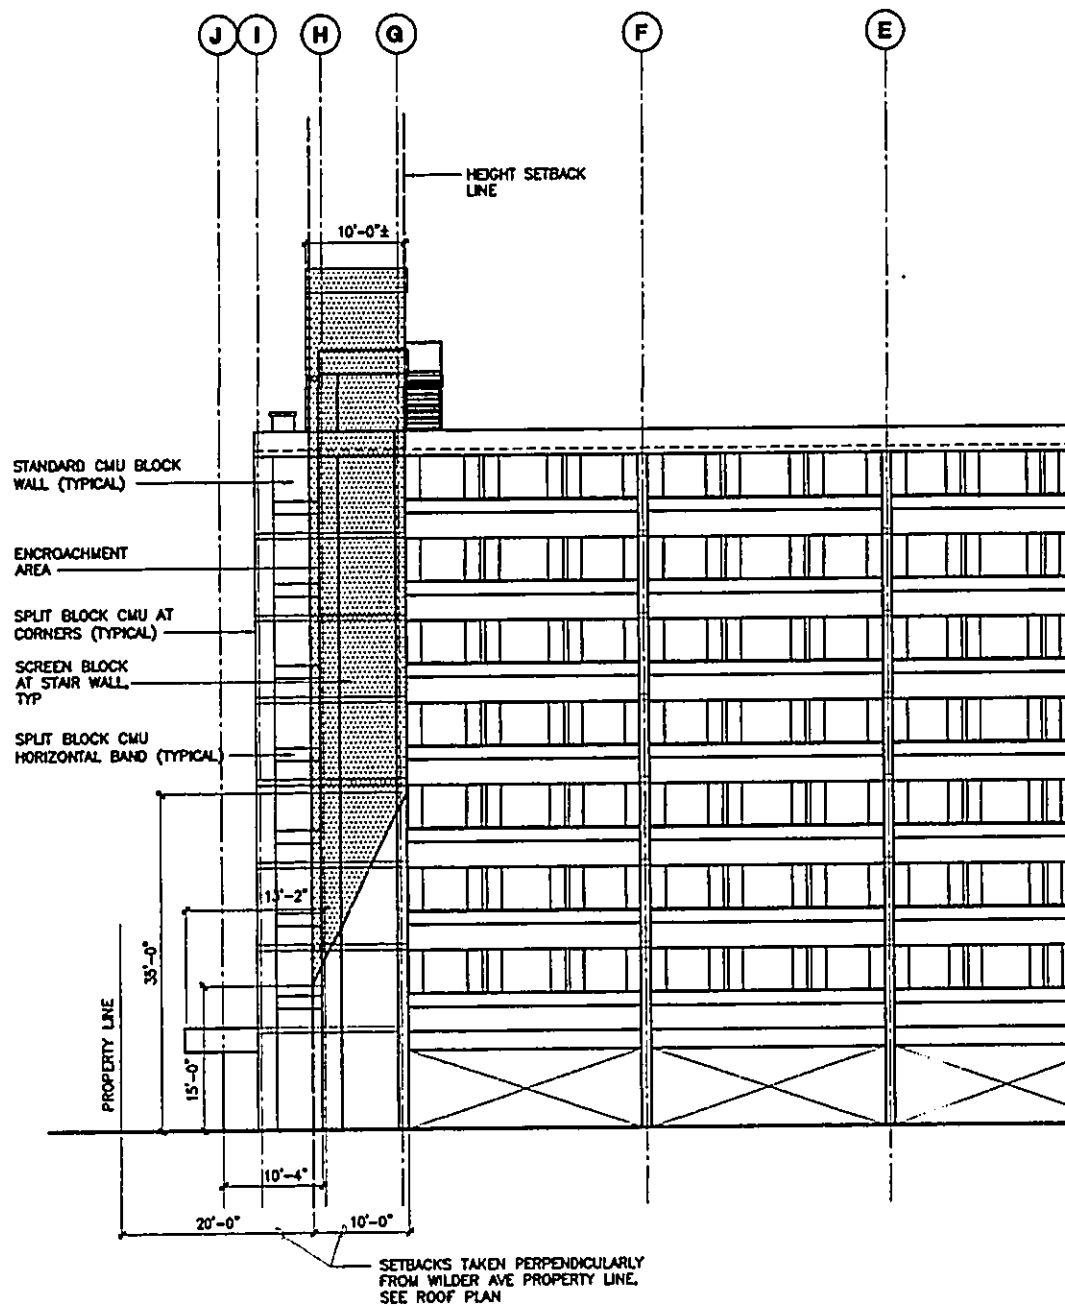 J I H G F E
HEIGHT SETBACK
LINE
10'-0"±
STANDARD CMU BLOCK
WALL (TYPICAL)
ENCROACHMENT
AREA
SPLIT BLOCK CMU AT
CORNERS (TYPICAL)
SCREEN BLOCK
AT STAIR WALL,
TYP
SPLIT BLOCK CMU
HORIZONTAL BAND (TYPICAL)
13'-2"
35'-0"
PROPERTY LINE
15'-0"
10'-4"
20'-0" 10'-0"
SETBACKS TAKEN PERPENDICULARLY
FROM WILDER AVE PROPERTY LINE,
SEE ROOF PLAN